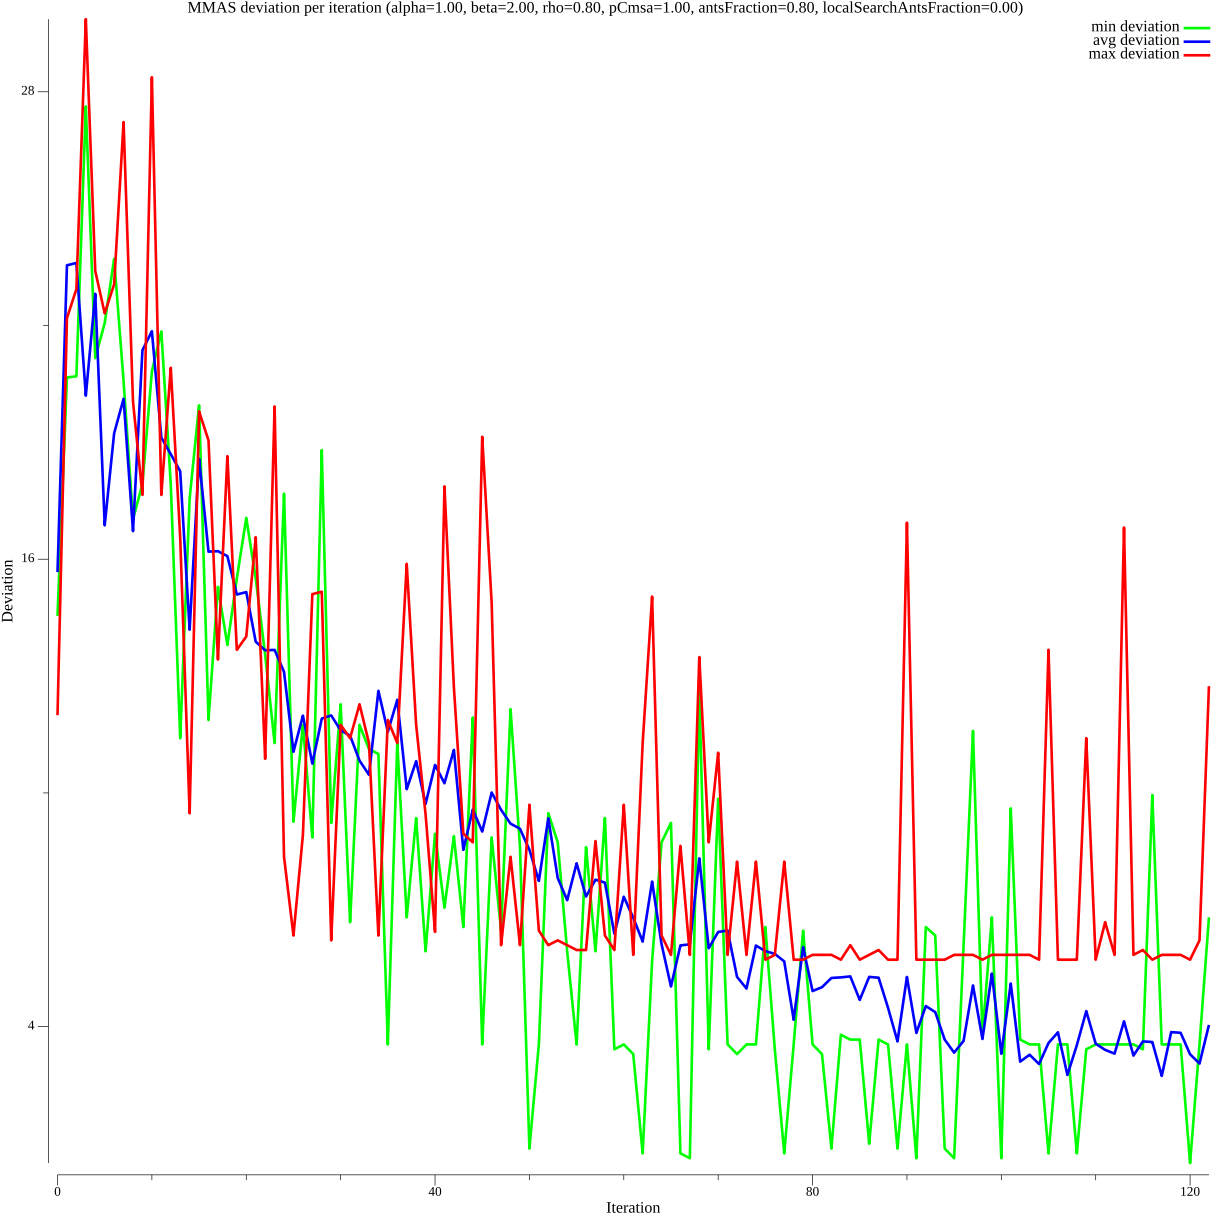 MMAS deviation per iteration (alpha=1.00, beta=2.00, rho=0.80, pCmsa=1.00, antsFraction=0.80, localSearchAntsFraction=0.00)
min deviation
avg deviation
max deviation
28
16
4
Deviation
0
40
80
120
Iteration